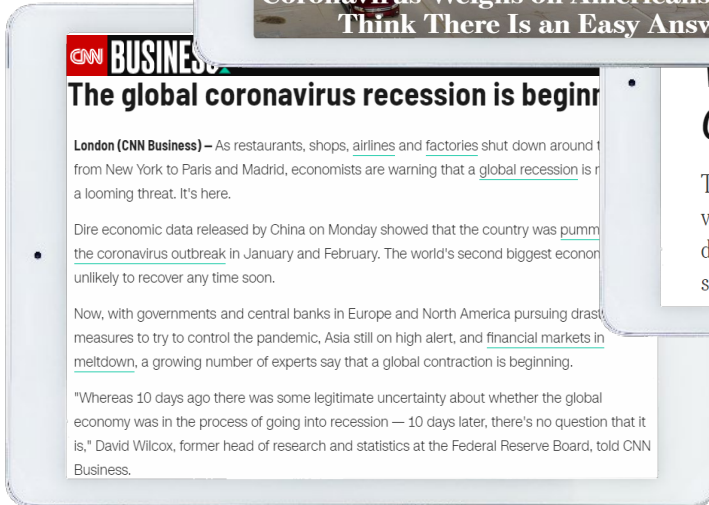 Think There Is an Easy Answ
CNN BUSINESS
The global coronavirus recession is beginn
London (CNN Business) — As restaurants, shops, airlines and factories shut down around
from New York to Paris and Madrid, economists are warning that a global recession is
a looming threat. It's here.
Dire economic data released by China on Monday showed that the country was pumm
the coronavirus outbreak in January and February. The world's second biggest econom
unlikely to recover any time soon.
Now, with governments and central banks in Europe and North America pursuing drast
measures to try to control the pandemic, Asia still on high alert, and financial markets in
meltdown, a growing number of experts say that a global contraction is beginning.
"Whereas 10 days ago there was some legitimate uncertainty about whether the global
economy was in the process of going into recession — 10 days later, there's no question that it
is," David Wilcox, former head of research and statistics at the Federal Reserve Board, told CNN
Business.